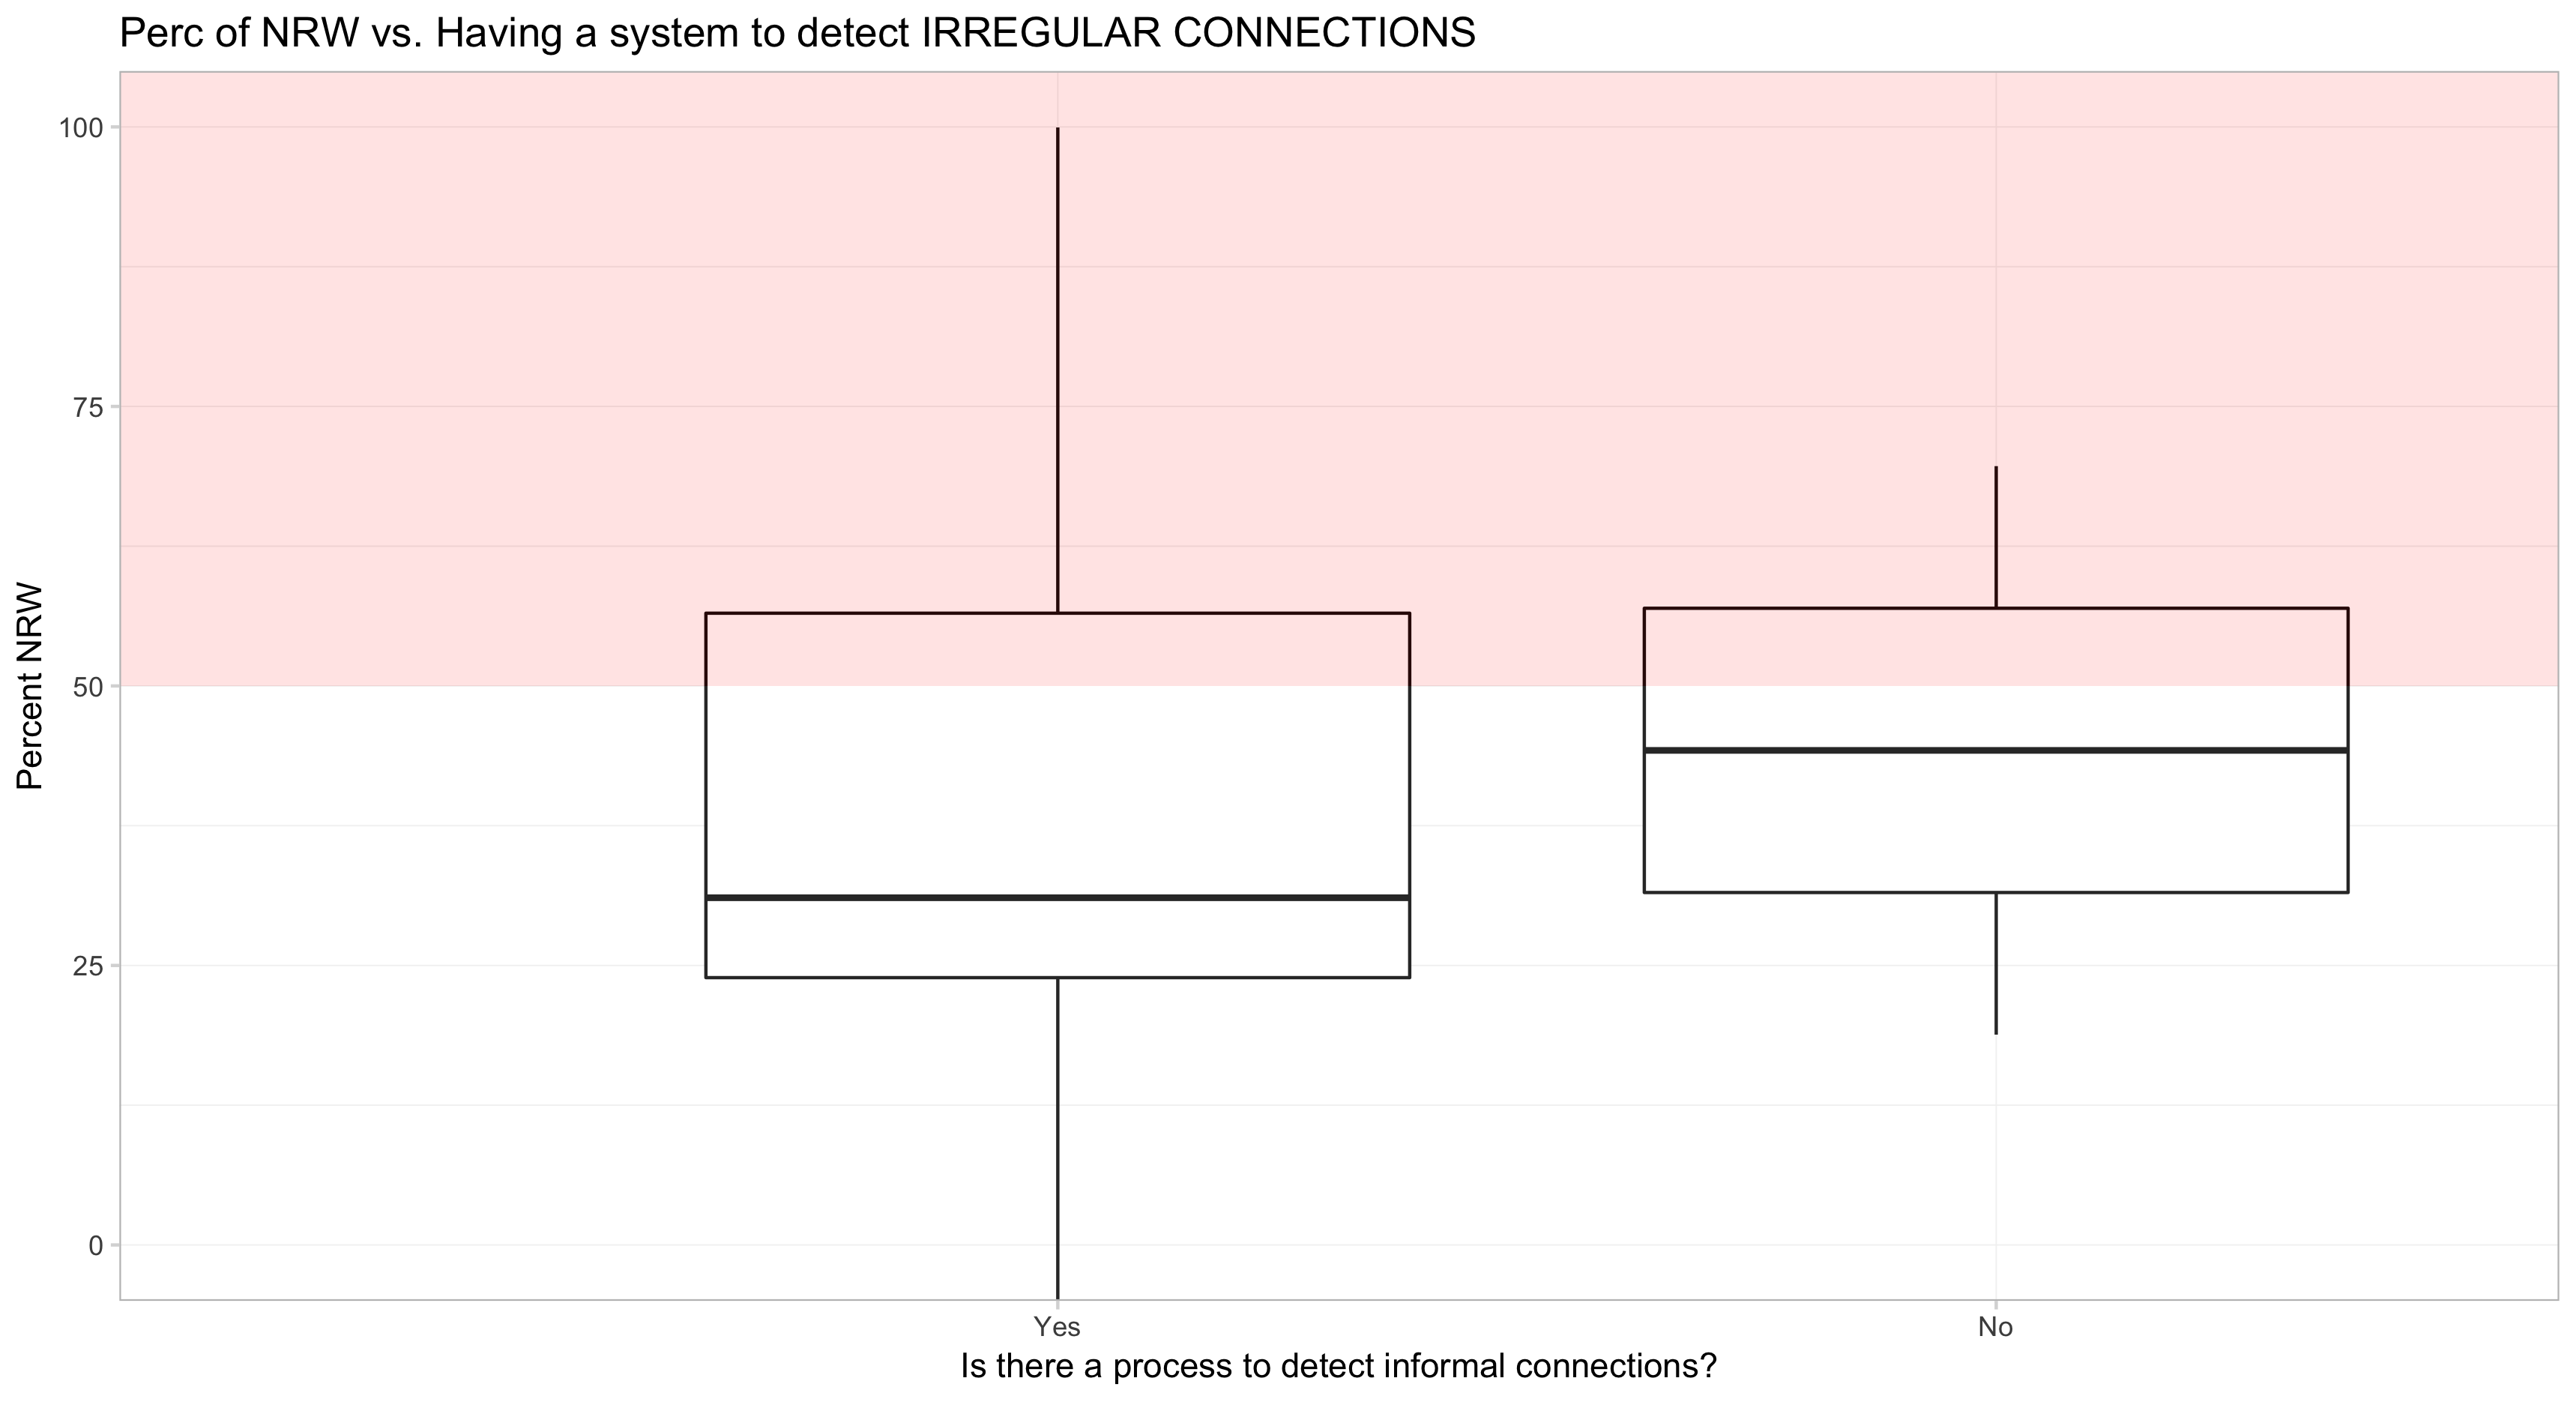 Perc of NRW vs. Having a system to detect IRREGULAR CONNECTIONS
100
75
50
25
0
Percent NRW
Yes
No
Is there a process to detect informal connections?